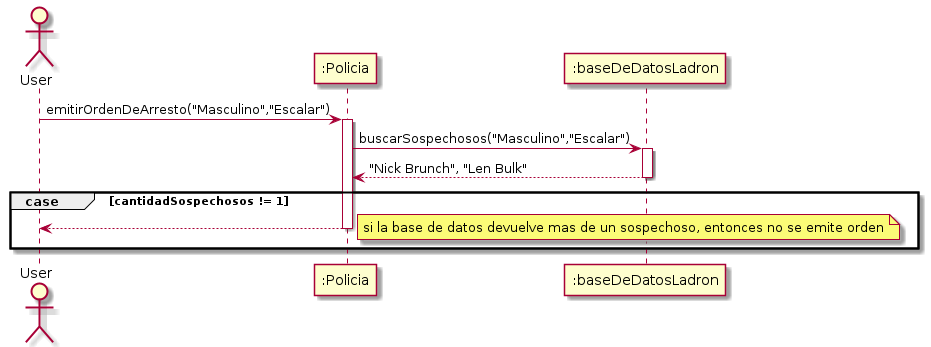 User
:Policia
:baseDeDatosLadron
emitirOrdenDeArresto("Masculino","Escalar")
buscarSospechosos("Masculino","Escalar")
"Nick Brunch", "Len Bulk"
case
[cantidadSospechosos != 1]
si la base de datos devuelve mas de un sospechoso, entonces no se emite orden
User
:Policia
:baseDeDatosLadron